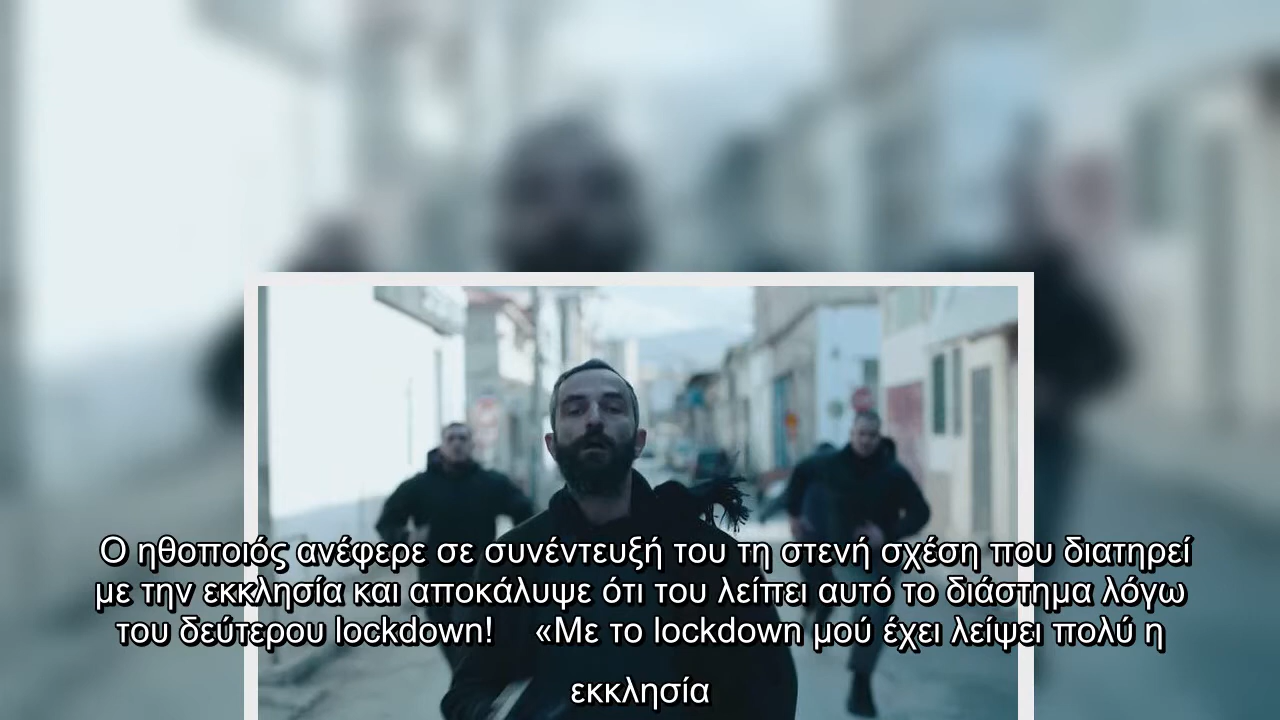 Ο ηθοποιός ανέφερε σε συνέντευξή του τη στενή σχέση που διατηρεί
με την εκκλησία και αποκάλυψε ότι του λείπει αυτό το διάστημα λόγω
του δεύτερου lockdown! «Με το lockdown μού έχει λείψει πολύ η
εκκλησία